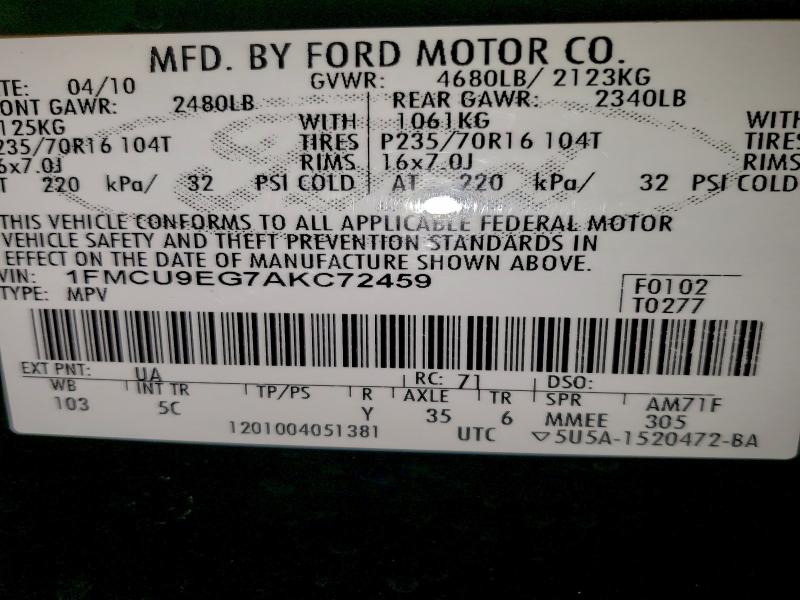 MFD. BY FORD MOTOR CO.
TE: 04/10 GVWR: 4680LB/ 2123KG
ONT GAWR: 2480LB REAR GAWR: 2340LB
125KG WITH 1061KG WITH
235/70R16 104T TIRES P235/70R16 104T TIRES
6x7.0J RIMS 16x7.0J RIMS
T 220 kPa/ 32 PSI COLD AT 220 kPa/ 32 PSI COLD
THIS VEHICLE CONFORMS TO ALL APPLICABLE FEDERAL MOTOR
VEHICLE SAFETY AND THEFT PREVENTION STANDARDS IN
EFFECT ON THE DATE OF MANUFACTURE SHOWN ABOVE.
VIN: 1FMCU9EG7AKC72459 F0102
TYPE: MPV T0277
EXT PNT: UA RC: 71 DSO:
WB INT TR TP/PS R AXLE TR SPR AM71F
103 5C Y 35 6 MMEE 305
1201004051381 UTC ▽5U5A-1520472-BA